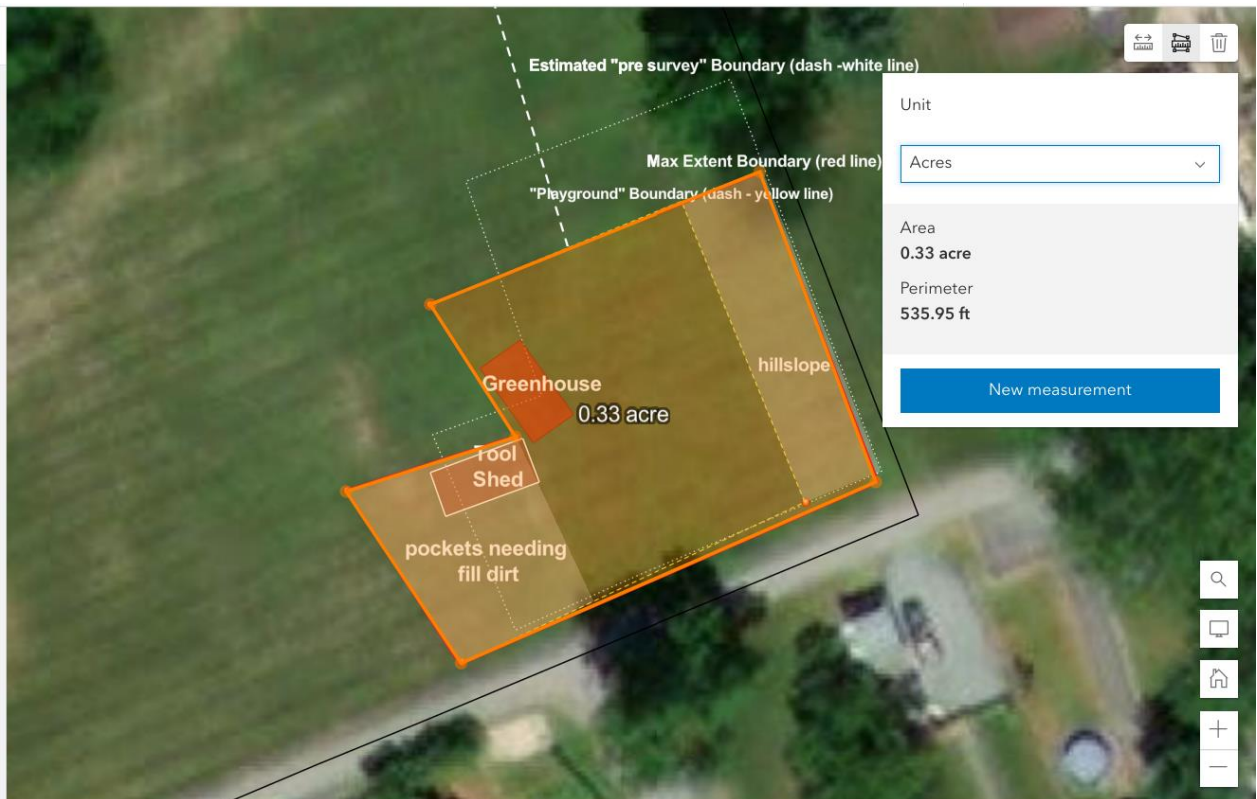 Estimated "pre survey" Boundary (dash -white line)
Max Extent Boundary (red line)
"Playground" Boundary (dash - yellow line)
Unit
Acres
Area
0.33 acre
Perimeter
535.95 ft
New measurement
hillslope
Greenhouse
0.33 acre
Tool
Shed
pockets needing
fill dirt